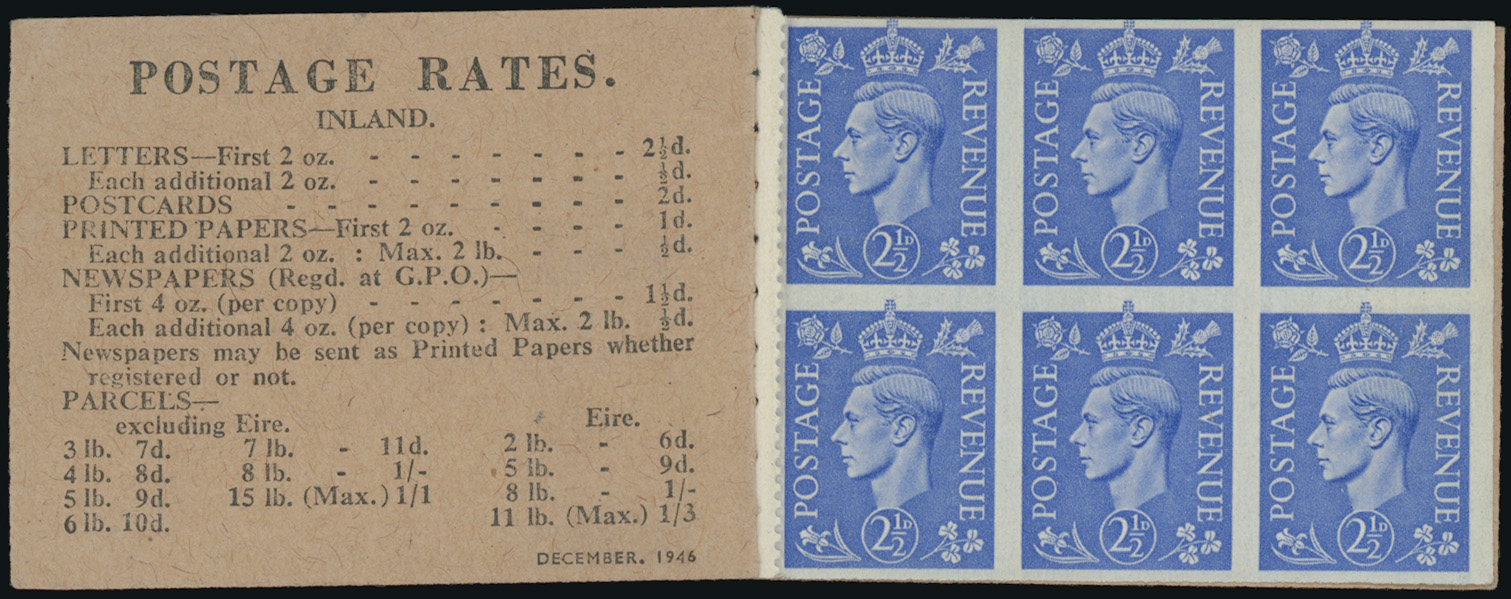 POSTAGE RATES.
INLAND.
LETTERS—First 2 oz. - - - - - - - 2½d.
Each additional 2 oz. - - - - - - - ½d.
POSTCARDS - - - - - - - - - 2d.
PRINTED PAPERS—First 2 oz. - - - - 1d.
Each additional 2 oz. : Max. 2 lb. - - - ½d.
NEWSPAPERS (Regd. at G.P.O.)—
First 4 oz. (per copy) - - - - - - - 1½d.
Each additional 4 oz. (per copy) : Max. 2 lb. ½d.
Newspapers may be sent as Printed Papers whether
registered or not.
PARCELS—
excluding Eire. Eire.
3 lb. 7d. 7 lb. - 11d. 2 lb. - 6d.
4 lb. 8d. 8 lb. - 1/- 5 lb. - 9d.
5 lb. 9d. 15 lb. (Max.) 1/1 8 lb. - 1/-
6 lb. 10d. 11 lb. (Max.) 1/3
DECEMBER. 1946
POSTAGE REVENUE
2½D
POSTAGE REVENUE
2½D
POSTAGE REVENUE
2½D
POSTAGE REVENUE
2½D
POSTAGE REVENUE
2½D
POSTAGE REVENUE
2½D